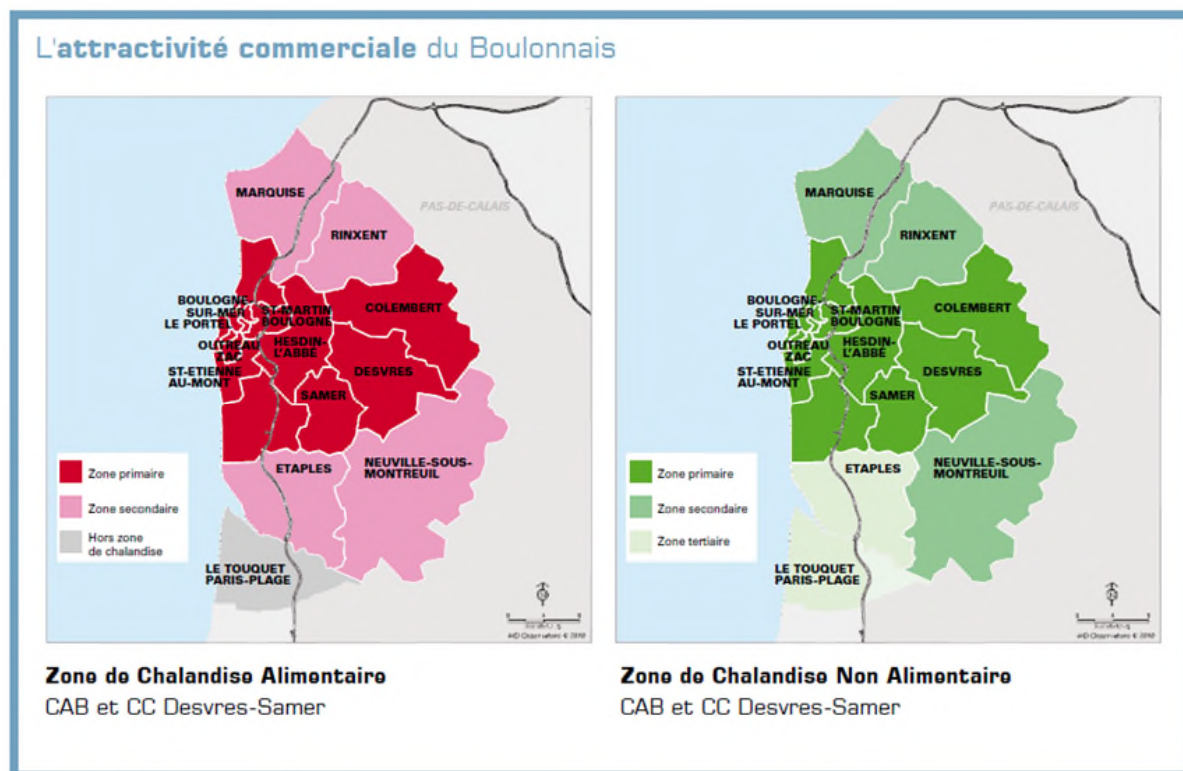 L'attractivité commerciale du Boulonnais
MARQUISE
PAS-DE-CALAIS
RINXENT
COLEMBERT
BOULOGNE-
SUR-MER
LE PORTEL
ST-MARTIN
BOULOGNE
OUTREAU
ZAC
HESDIN-
L'ABBÉ
ST-ETIENNE
AU-MONT
DESVRES
SAMER
ETAPLES
NEUVILLE-SOUS-
MONTREUIL
LE TOUQUET
PARIS-PLAGE
Zone primaire
Zone secondaire
Hors zone
de chalandise
Zone de Chalandise Alimentaire
CAB et CC Desvres-Samer
MARQUISE
PAS-DE-CALAIS
RINXENT
COLEMBERT
BOULOGNE-
SUR-MER
LE PORTEL
ST-MARTIN
BOULOGNE
OUTREAU
ZAC
HESDIN-
L'ABBÉ
ST-ETIENNE
AU-MONT
DESVRES
SAMER
ETAPLES
NEUVILLE-SOUS-
MONTREUIL
LE TOUQUET
PARIS-PLAGE
Zone primaire
Zone secondaire
Zone tertiaire
Zone de Chalandise Non Alimentaire
CAB et CC Desvres-Samer